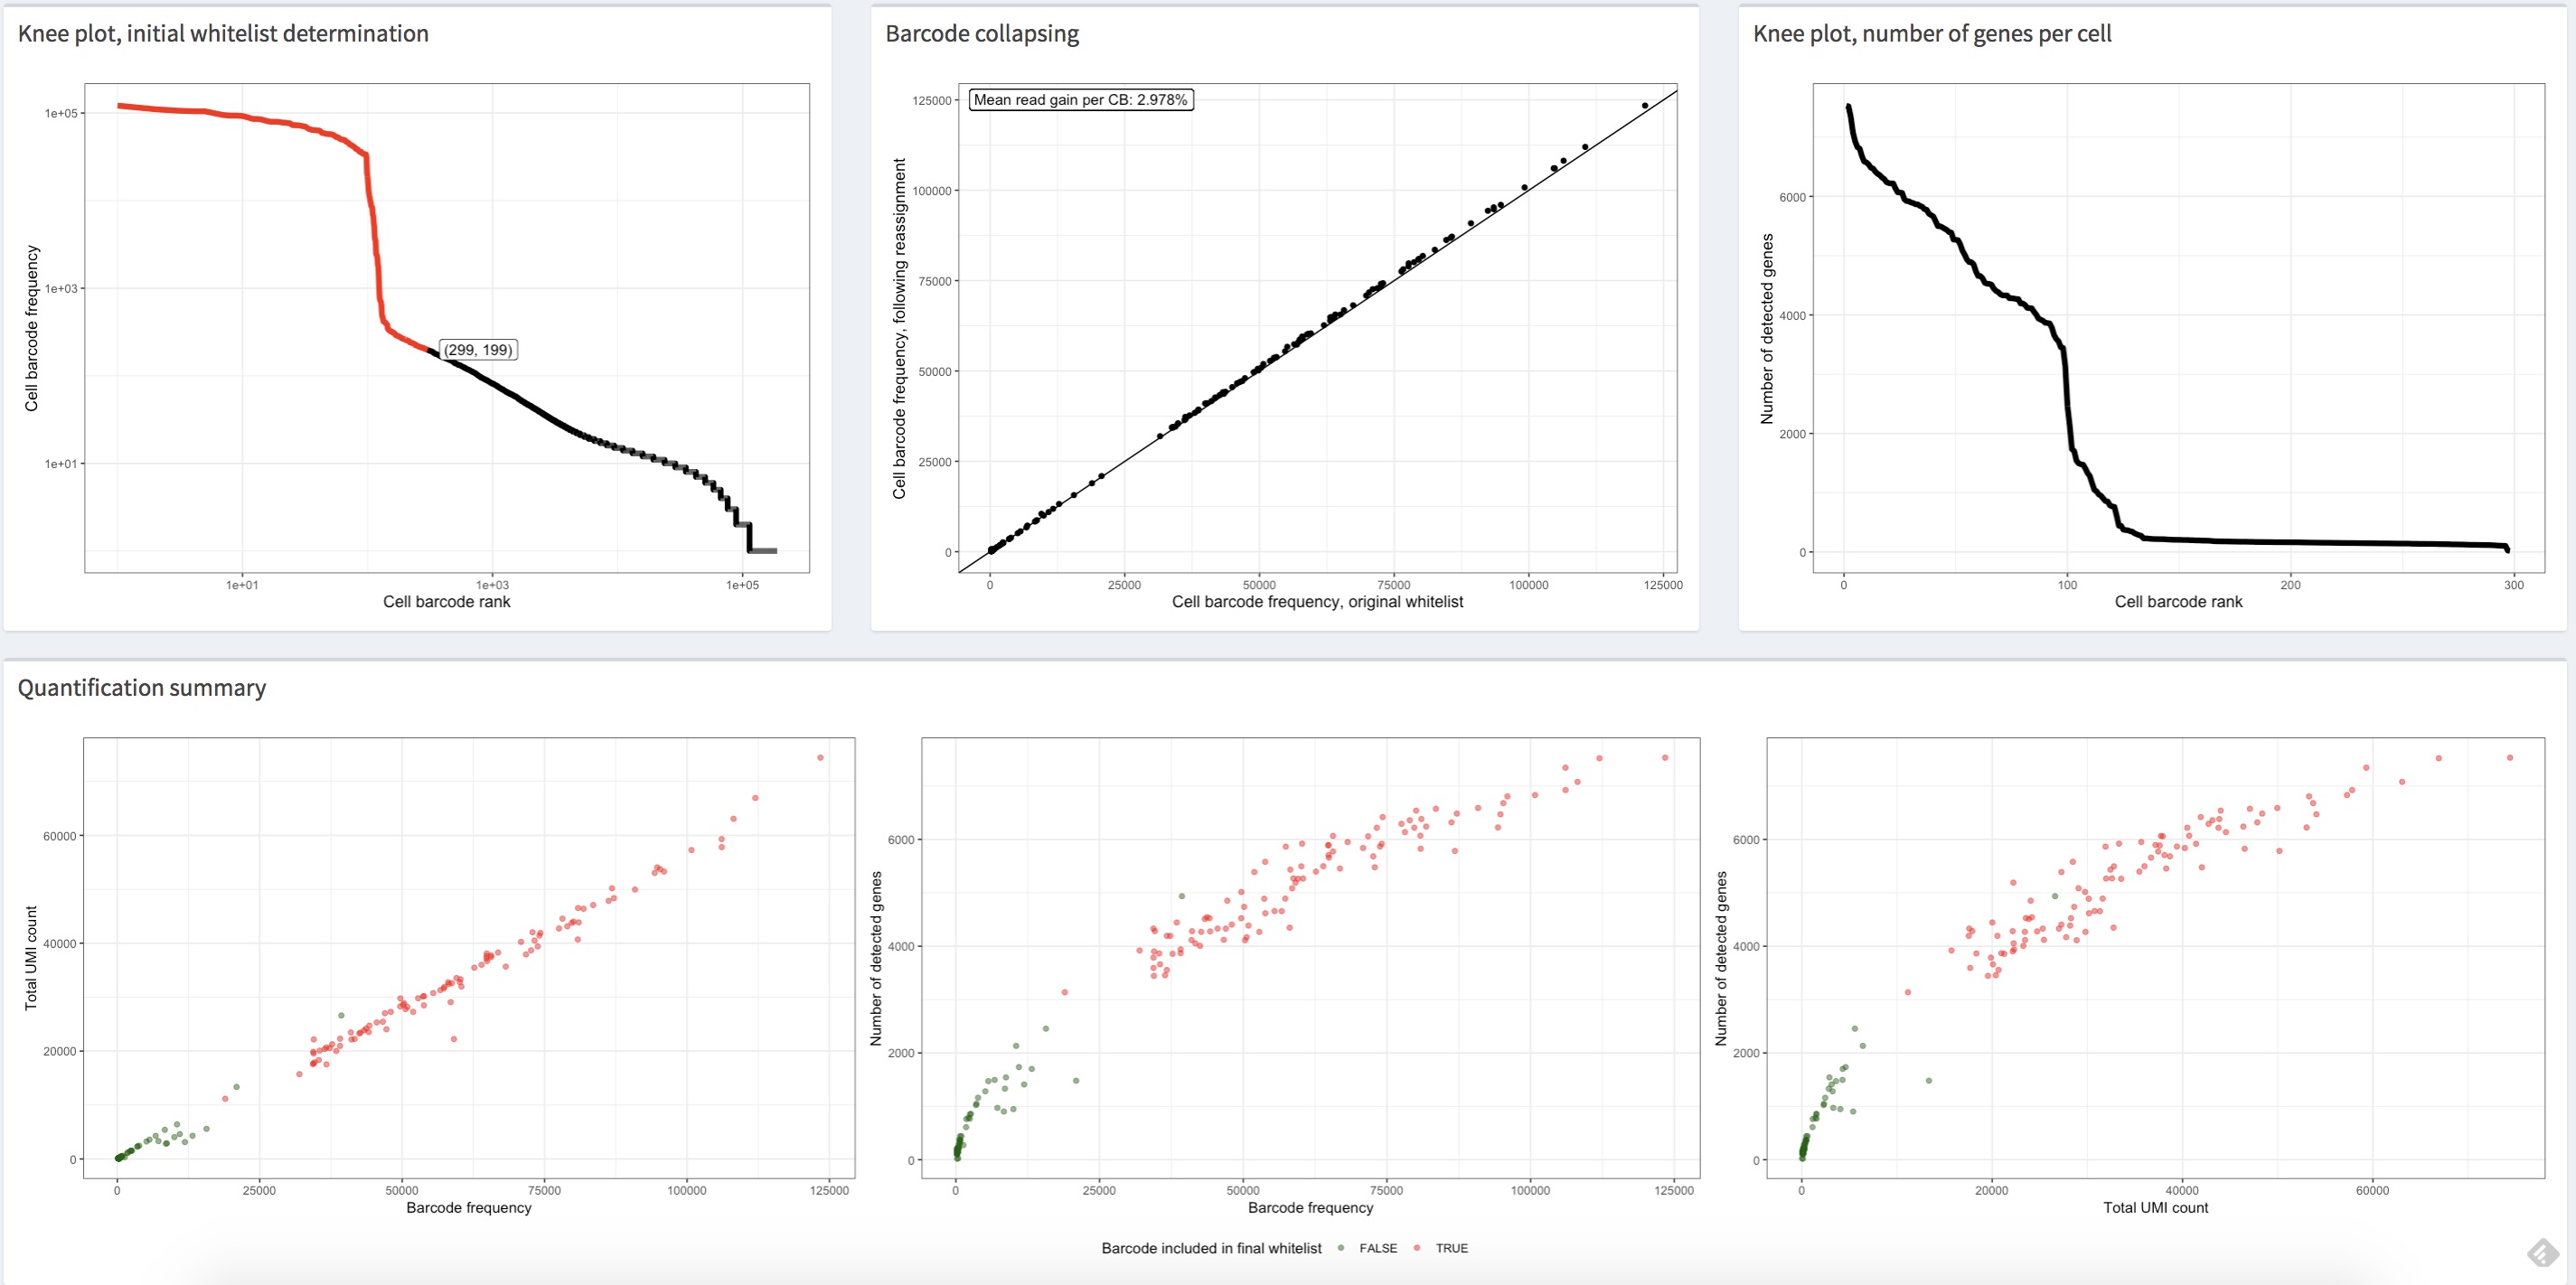 Knee plot, initial whitelist determination
1e+05
1e+03
1e+01
Cell barcode frequency
(299, 199)
1e+01
1e+03
1e+05
Cell barcode rank
Barcode collapsing
Mean read gain per CB: 2.978%
125000
100000
75000
50000
25000
0
Cell barcode frequency, following reassignment
0
25000
50000
75000
100000
125000
Cell barcode frequency, original whitelist
Knee plot, number of genes per cell
6000
4000
2000
0
Number of detected genes
0
100
200
300
Cell barcode rank
Quantification summary
60000
40000
20000
0
Total UMI count
0
25000
50000
75000
100000
125000
Barcode frequency
6000
4000
2000
0
Number of detected genes
0
25000
50000
75000
100000
125000
Barcode frequency
6000
4000
2000
0
Number of detected genes
0
20000
40000
60000
Total UMI count
Barcode included in final whitelist FALSE TRUE